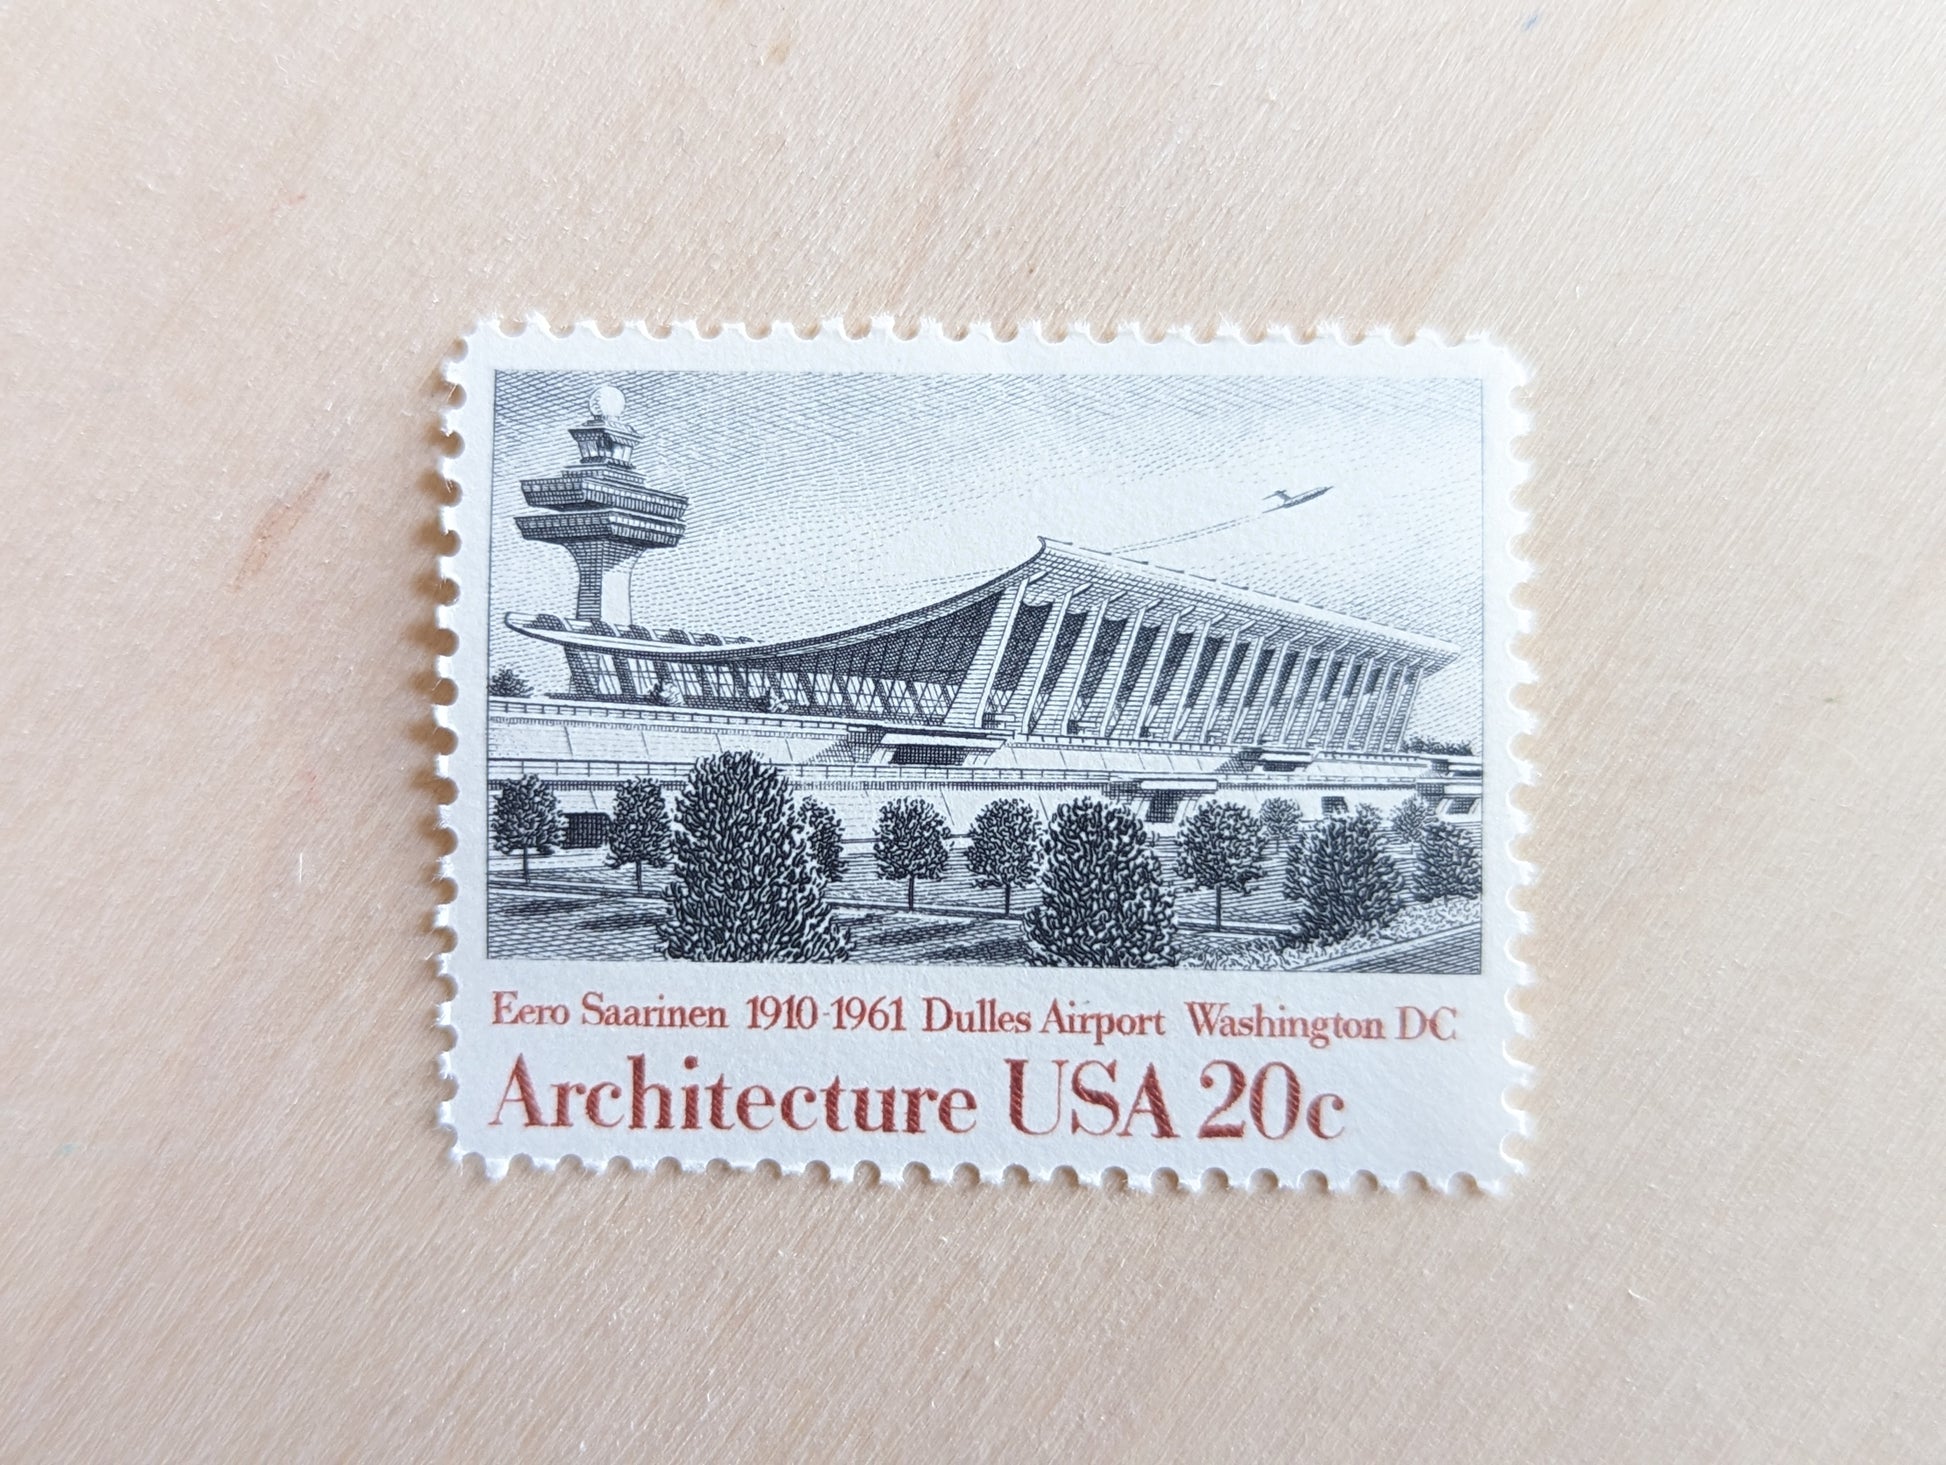 Eero Saarinen 1910-1961 Dulles Airport Washington DC
Architecture USA 20c